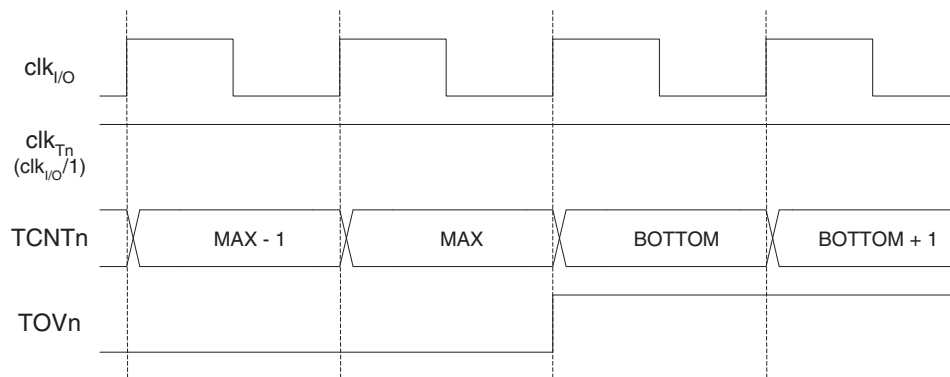 clkI/O
clkTn
(clkI/O/1)
TCNTn MAX - 1 MAX BOTTOM BOTTOM + 1
TOVn